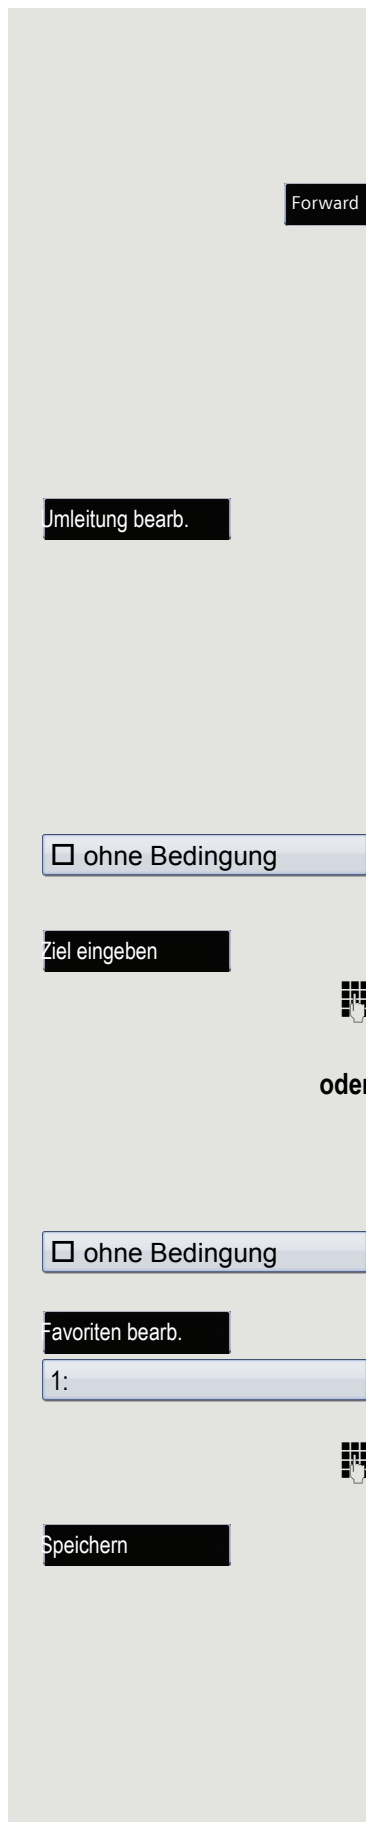 Forward
Umleitung bearb.
ohne Bedingung
Ziel eingeben
oder
ohne Bedingung
Favoriten bearb.
1:
Speichern